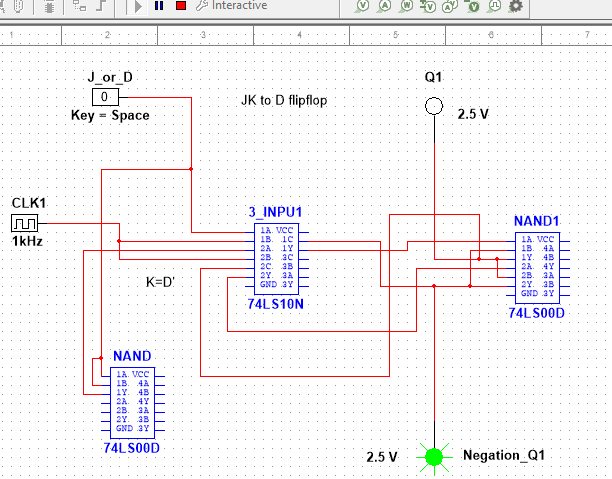 Interactive
1
2
3
4
5
6
7
J_or_D
0
Key = Space
JK to D flipflop
Q1
2.5 V
CLK1
1kHz
3_INPU1
1A. VCC
1B. 1C
2A. 1Y
2B. 3C
2C. 3B
2Y. 3A
GND .3Y
74LS10N
NAND1
1A. VCC
1B. 4A
1Y. 4B
2A. 4Y
2B. 3A
2Y. 3B
GND .3Y
74LS00D
K=D'
NAND
1A. VCC
1B. 4A
1Y. 4B
2A. 4Y
2B. 3A
2Y. 3B
GND .3Y
74LS00D
2.5 V
Negation_Q1